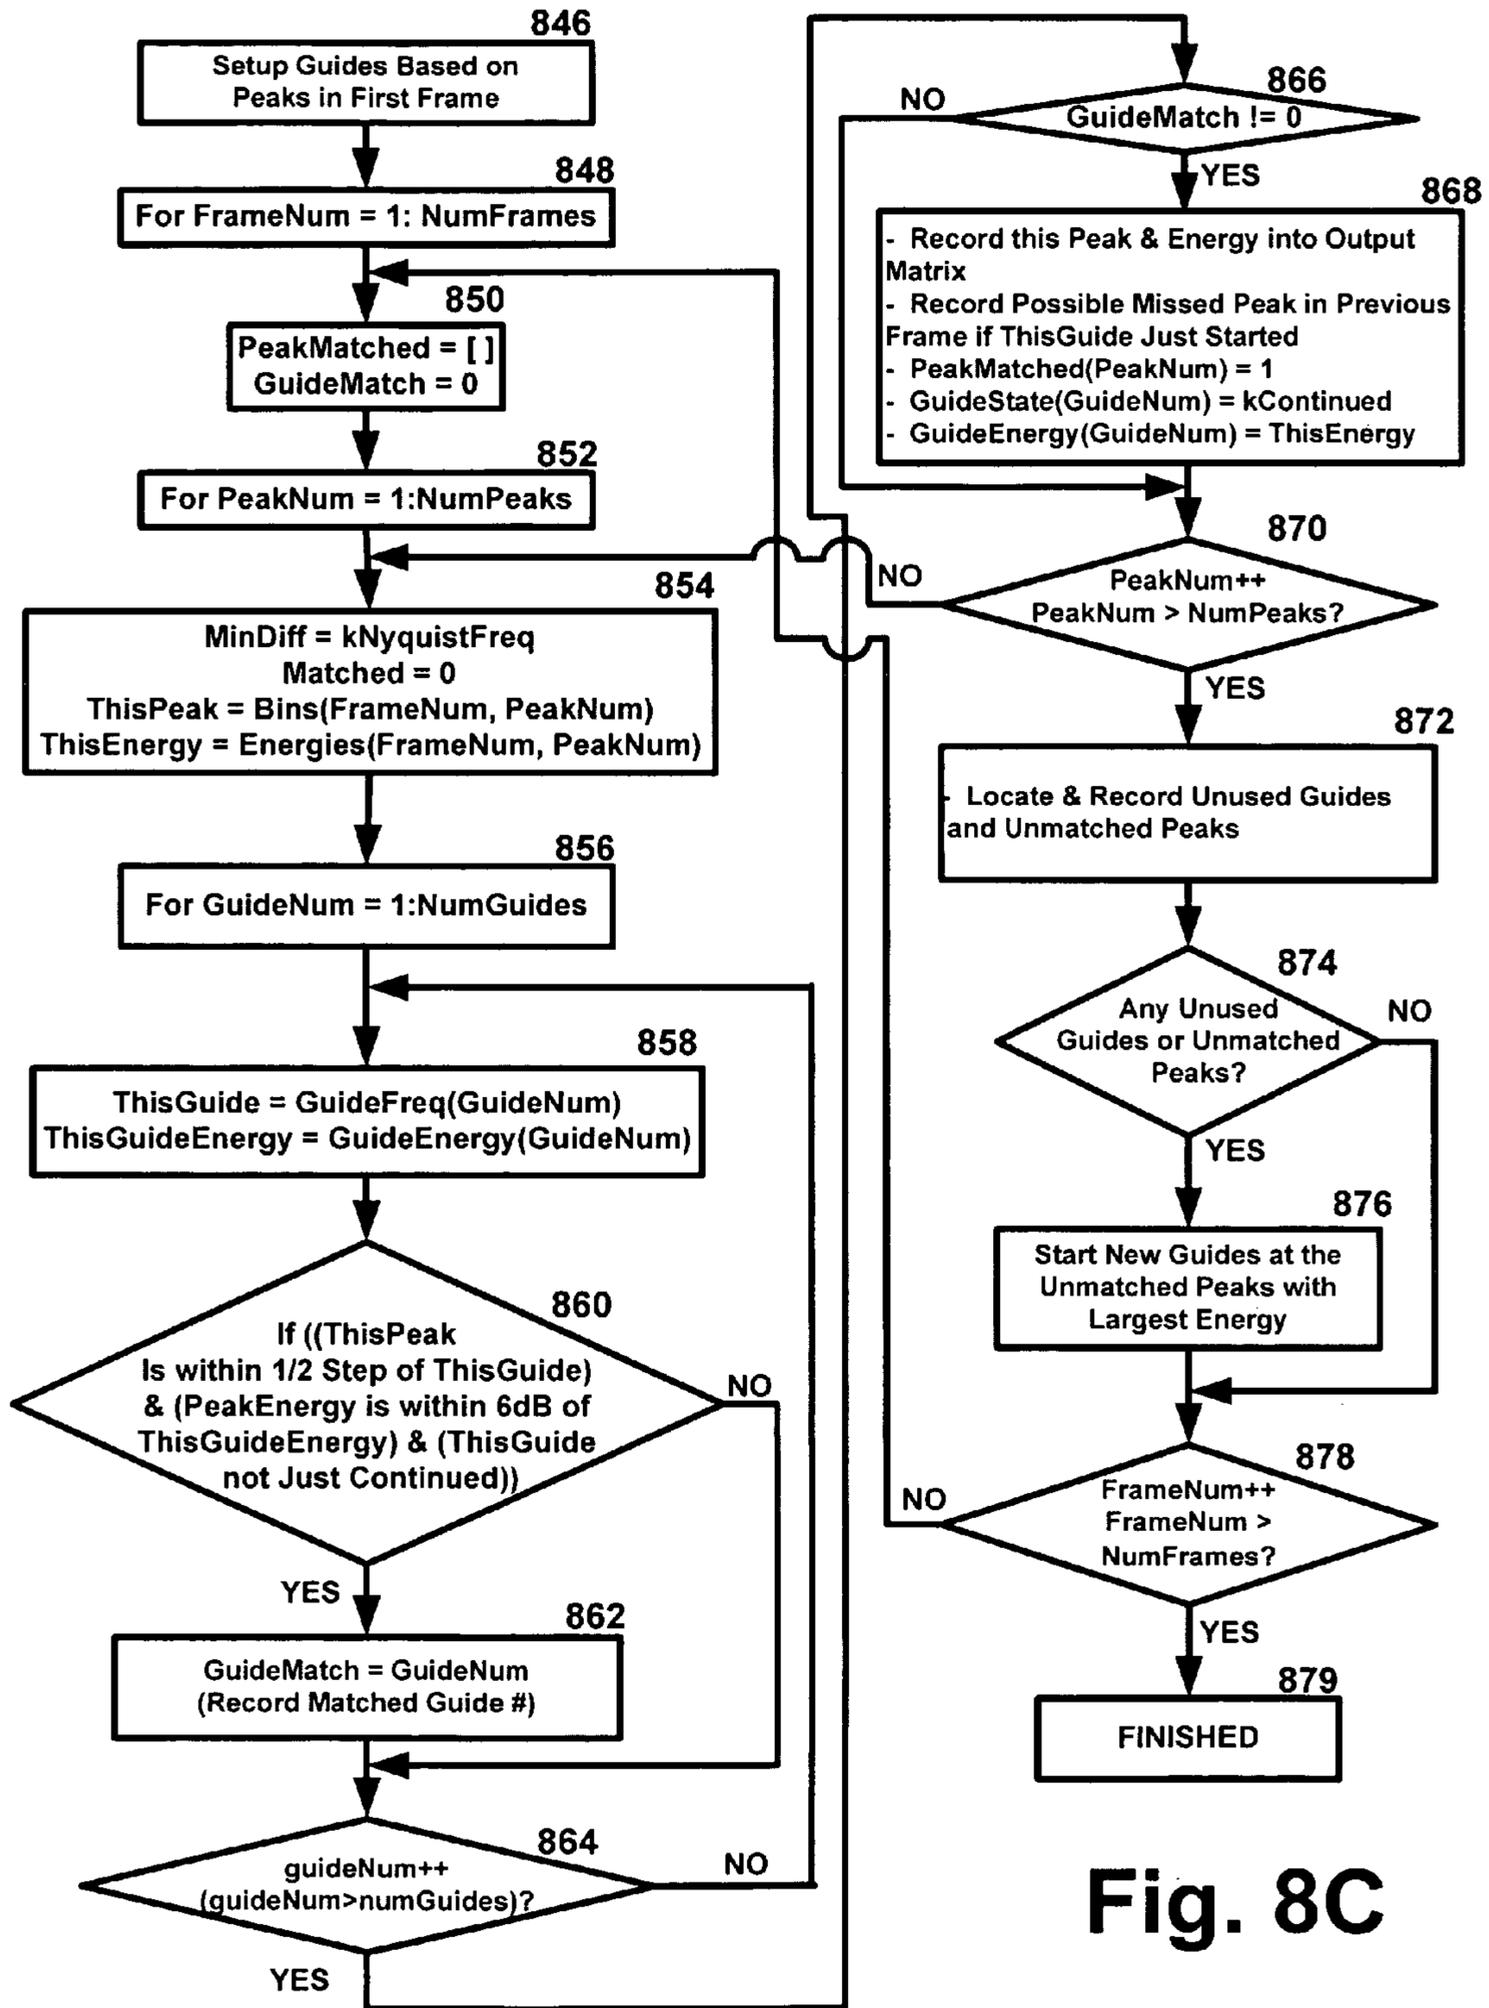 846
Setup Guides Based on
Peaks in First Frame
848
For FrameNum = 1: NumFrames
850
PeakMatched = [ ]
GuideMatch = 0
852
For PeakNum = 1:NumPeaks
854
MinDiff = kNyquistFreq
Matched = 0
ThisPeak = Bins(FrameNum, PeakNum)
ThisEnergy = Energies(FrameNum, PeakNum)
856
For GuideNum = 1:NumGuides
858
ThisGuide = GuideFreq(GuideNum)
ThisGuideEnergy = GuideEnergy(GuideNum)
860
If ((ThisPeak
Is within 1/2 Step of ThisGuide)
& (PeakEnergy is within 6dB of
ThisGuideEnergy) & (ThisGuide
not Just Continued))
NO
YES
862
GuideMatch = GuideNum
(Record Matched Guide #)
864
guideNum++
(guideNum>numGuides)?
NO
YES
866
GuideMatch != 0
NO
YES
868
- Record this Peak & Energy into Output
Matrix
- Record Possible Missed Peak in Previous
Frame if ThisGuide Just Started
- PeakMatched(PeakNum) = 1
- GuideState(GuideNum) = kContinued
- GuideEnergy(GuideNum) = ThisEnergy
870
PeakNum++
PeakNum > NumPeaks?
NO
YES
872
- Locate & Record Unused Guides
and Unmatched Peaks
874
Any Unused
Guides or Unmatched
Peaks?
NO
YES
876
Start New Guides at the
Unmatched Peaks with
Largest Energy
878
FrameNum++
FrameNum >
NumFrames?
NO
YES
879
FINISHED
Fig. 8C